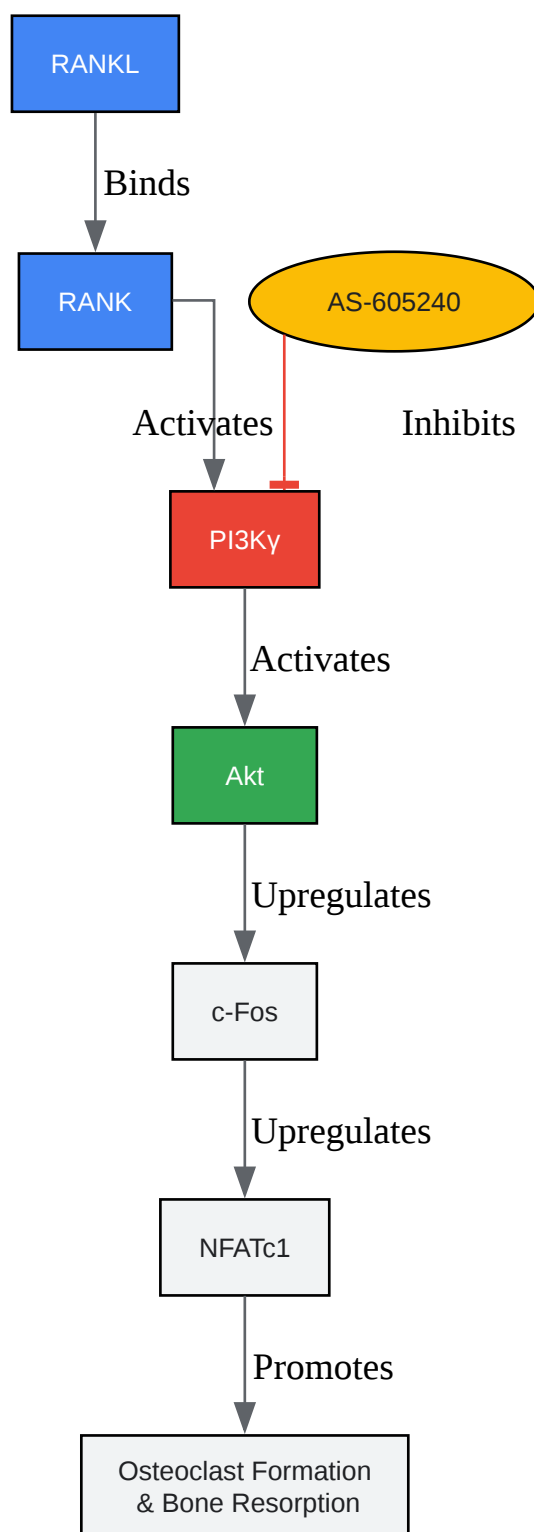 RANKL
Binds
RANK
AS-605240
Activates
Inhibits
PI3Kγ
Activates
Akt
Upregulates
c-Fos
Upregulates
NFATc1
Promotes
Osteoclast Formation
& Bone Resorption